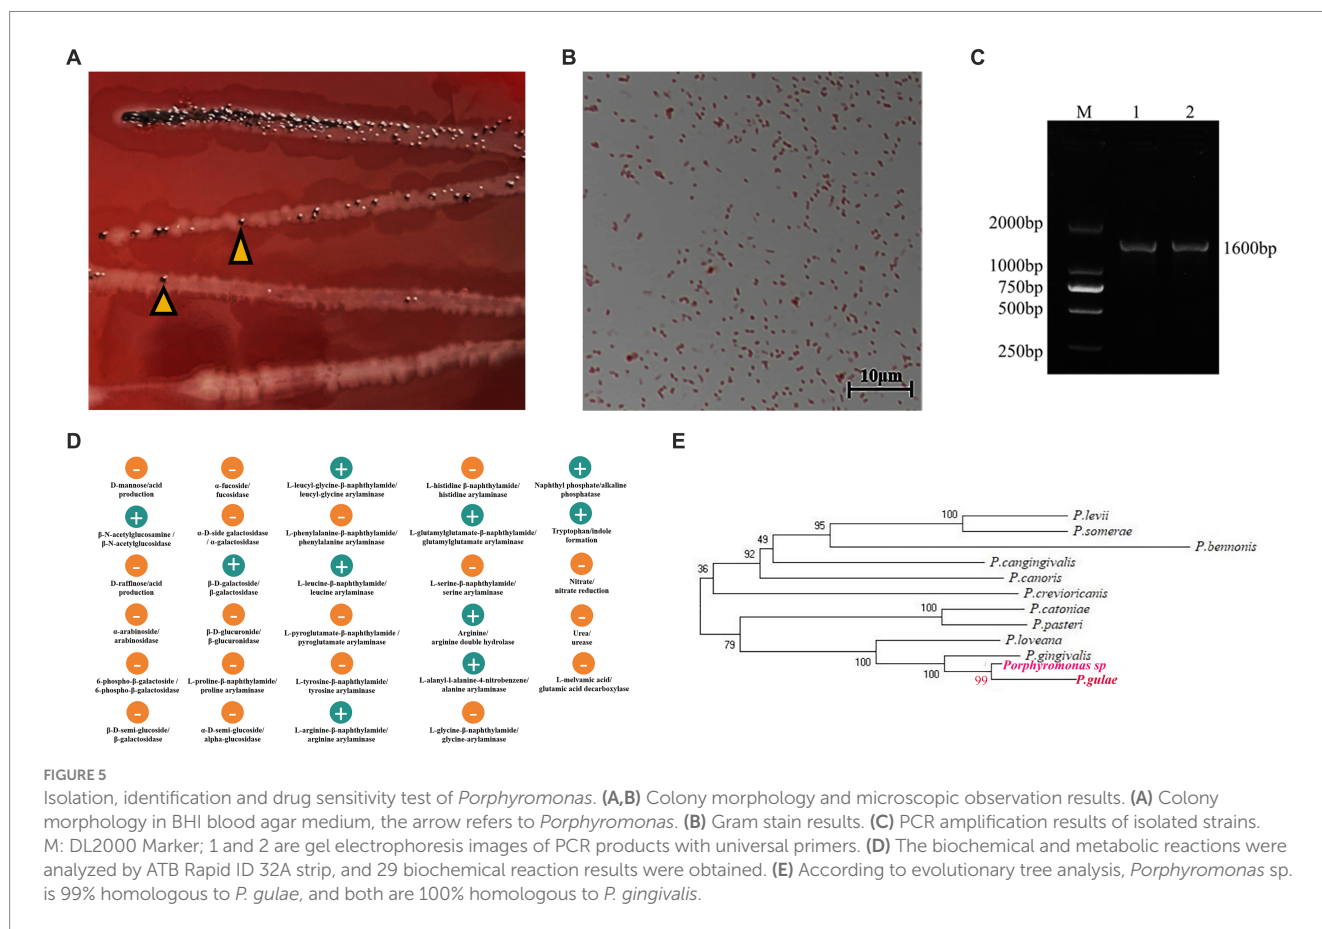 A
B
10μm
C
M 1 2
2000bp
1000bp
750bp
500bp
250bp
1600bp
D
D-mannose/acid
production
α-fucoside/
fucosidase
L-leucyl-glycine-β-naphthylamide/
leucyl-glycine arylaminase
L-histidine β-naphthylamide/
histidine arylaminase
Naphthyl phosphate/alkaline
phosphatase
β-N-acetylglucosamine /
β-N-acetylglucosidase
α-D-side galactosidase
/ α-galactosidase
L-phenylalanine-β-naphthylamide/
phenylalanine arylaminase
L-glutamylglutamate-β-naphthylamide/
glutamylglutamate arylaminase
Tryptophan/indole
formation
D-raffinose/acid
production
β-D-galactoside/
β-galactosidase
L-leucine-β-naphthylamide/
leucine arylaminase
L-serine-β-naphthylamide/
serine arylaminase
Nitrate/
nitrate reduction
α-arabinoside/
arabinosidase
β-D-glucuronide/
β-glucuronidase
L-pyroglutamate-β-naphthylamide /
pyroglutamate arylaminase
Arginine/
arginine double hydrolase
Urea/
urease
6-phospho-β-galactoside /
6-phospho-β-galactosidase
L-proline-β-naphthylamide/
proline arylaminase
L-tyrosine-β-naphthylamide/
tyrosine arylaminase
L-alanyl-l-alanine-4-nitrobenzene/
alanine arylaminase
L-melvamic acid/
glutamic acid decarboxylase
β-D-semi-glucoside/
β-galactosidase
α-D-semi-glucoside/
alpha-glucosidase
L-arginine-β-naphthylamide/
arginine arylaminase
L-glycine-β-naphthylamide/
glycine-arylaminase
E
100
P.levii
P.somerae
95
P.bennonis
49
P.cangingivalis
92
P.canoris
36
P.crevioricanis
100
P.catoniae
P.pasteri
79
P.loveana
100
P.gingivalis
100
Porphyromonas sp
99
P.gulae
FIGURE 5
Isolation, identification and drug sensitivity test of Porphyromonas. (A,B) Colony morphology and microscopic observation results. (A) Colony
morphology in BHI blood agar medium, the arrow refers to Porphyromonas. (B) Gram stain results. (C) PCR amplification results of isolated strains.
M: DL2000 Marker; 1 and 2 are gel electrophoresis images of PCR products with universal primers. (D) The biochemical and metabolic reactions were
analyzed by ATB Rapid ID 32A strip, and 29 biochemical reaction results were obtained. (E) According to evolutionary tree analysis, Porphyromonas sp.
is 99% homologous to P. gulae, and both are 100% homologous to P. gingivalis.